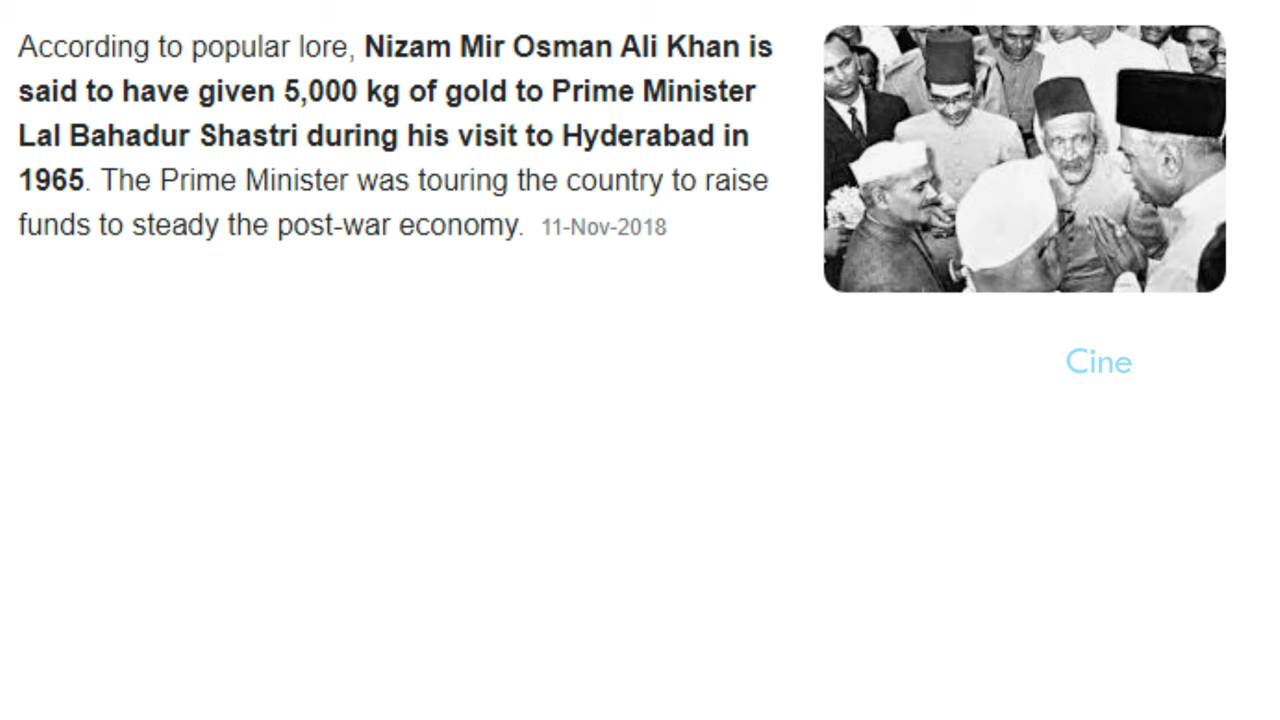 According to popular lore, Nizam Mir Osman Ali Khan is
said to have given 5,000 kg of gold to Prime Minister
Lal Bahadur Shastri during his visit to Hyderabad in
1965. The Prime Minister was touring the country to raise
funds to steady the post-war economy. 11-Nov-2018
Cine